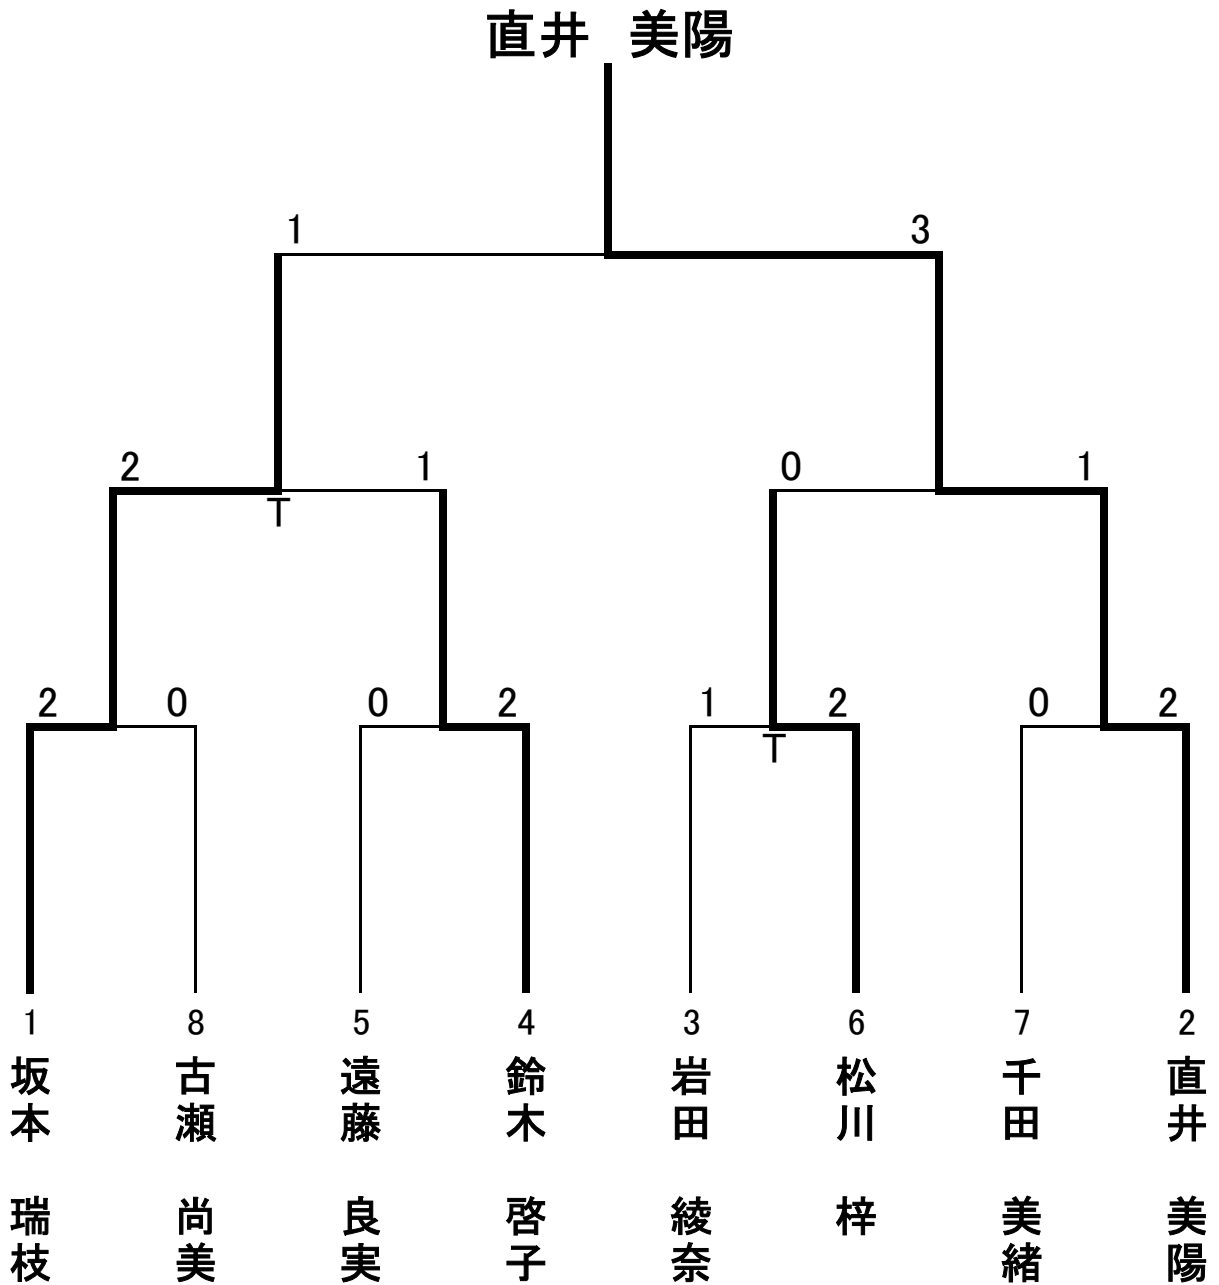 直井　美陽
1 3
2 1 0 1
T
2 0 0 2 1 2 0 2
T
1 8 5 4 3 6 7 2
坂本　瑞枝
古瀬　尚美
遠藤　良実
鈴木　啓子
岩田　綾奈
松川　梓
千田　美緒
直井　美陽